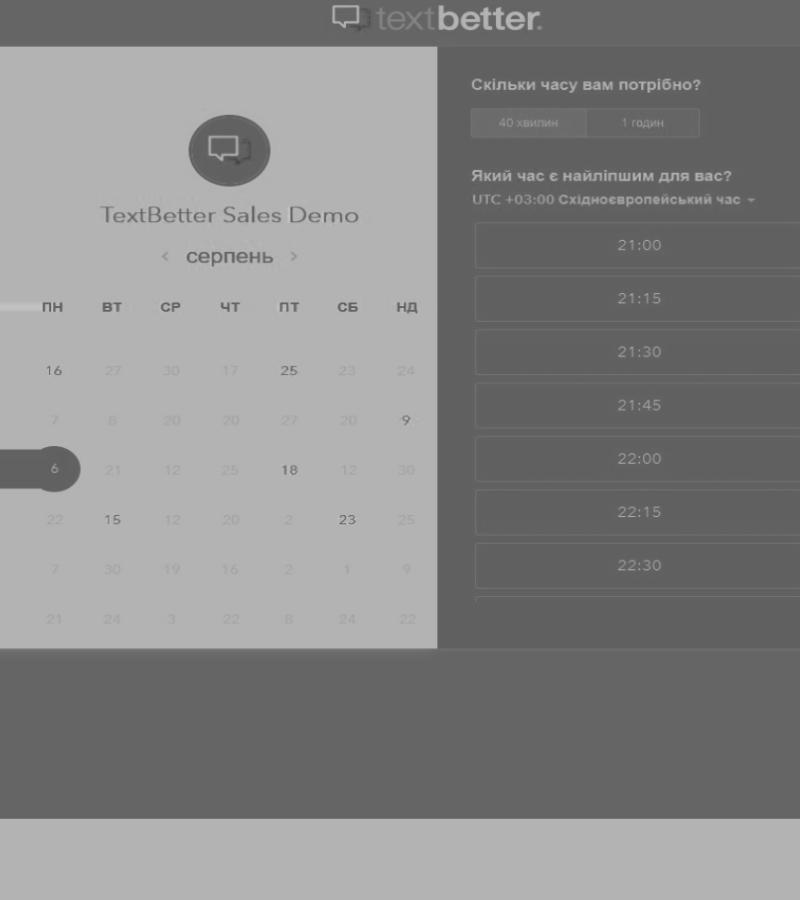 textbetter.
TextBetter Sales Demo
< серпень >
ПН ВТ СР ЧТ ПТ СБ НД
16 27 30 17 25 23 24
7 8 20 20 27 20 9
6 21 12 25 18 12 30
22 15 12 20 2 23 25
7 30 19 16 2 1 9
21 24 3 22 8 24 22
Скільки часу вам потрібно?
40 хвилин 1 годин
Який час є найліпшим для вас?
UTC +03:00 Східноєвропейський час
21:00
21:15
21:30
21:45
22:00
22:15
22:30